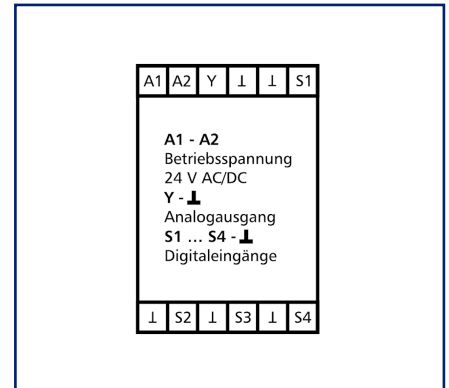 A1 A2 Y ⊥ ⊥ S1
A1 - A2
Betriebsspannung
24 V AC/DC
Y - ⊥
Analogausgang
S1 ... S4 - ⊥
Digitaleingänge
⊥ S2 ⊥ S3 ⊥ S4